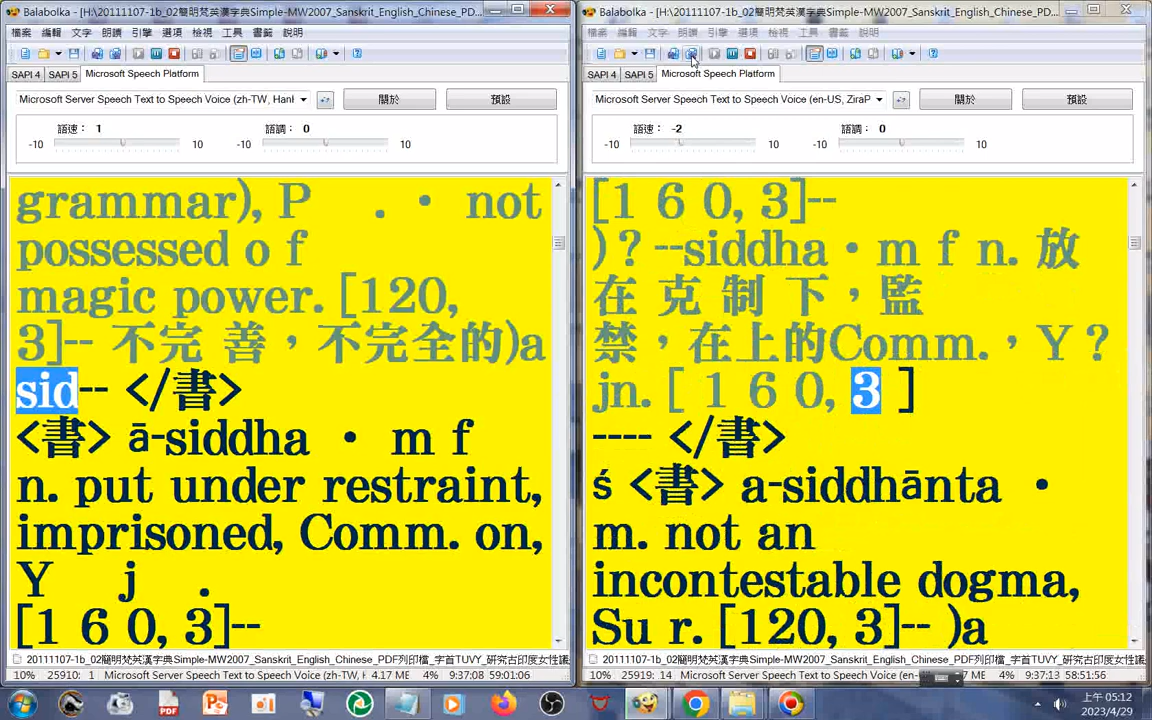 Balabolka - [H:\20111107-1b_02簡明梵英漢字典Simple-MW2007_Sanskrit_English_Chinese_PD...
檔案 編輯 文字 朗讀 引擎 選項 檢視 工具 書籤 說明
SAPI 4 SAPI 5 Microsoft Speech Platform
Microsoft Server Speech Text to Speech Voice (zh-TW, Hanl
關於 預設
語速： 1 語調： 0
-10 10 -10 10
grammar), P . • not
possessed o f
magic power. [120,
3]-- 不完 善，不完全的)a
sid-- </書>
<書> ā-siddha • m f
n. put under restraint,
imprisoned, Comm. on,
Y j .
[1 6 0, 3]--
20111107-1b_02簡明梵英漢字典Simple-MW2007_Sanskrit_English_Chinese_PDF列印檔_字首TUVY_研究古印度女性議
10% 25910: 1 Microsoft Server Speech Text to Speech Voice (zh-TW, H 4.17 ME 4% 9:37:08 59:01:06
Balabolka - [H:\20111107-1b_02簡明梵英漢字典Simple-MW2007_Sanskrit_English_Chinese_PDF...
檔案 編輯 文字 朗讀 引擎 選項 檢視 工具 書籤 說明
SAPI 4 SAPI 5 Microsoft Speech Platform
Microsoft Server Speech Text to Speech Voice (en-US, ZiraP
關於 預設
語速： -2 語調： 0
-10 10 -10 10
[1 6 0, 3]--
)？--siddha • m f n. 放
在 克 制 下，監
禁，在上的Comm.，Y？
jn. [ 1 6 0, 3 ]
---- </書>
ś <書> a-siddhānta •
m. not an
incontestable dogma,
Su r. [120, 3]-- )a
20111107-1b_02簡明梵英漢字典Simple-MW2007_Sanskrit_English_Chinese_PDF列印檔_字首TUVY_研究古印度女性議
10% 25919: 14 Microsoft Server Speech Text to Speech Voice 4% 9:37:13 58:51:56
上午 05:12
2023/4/29